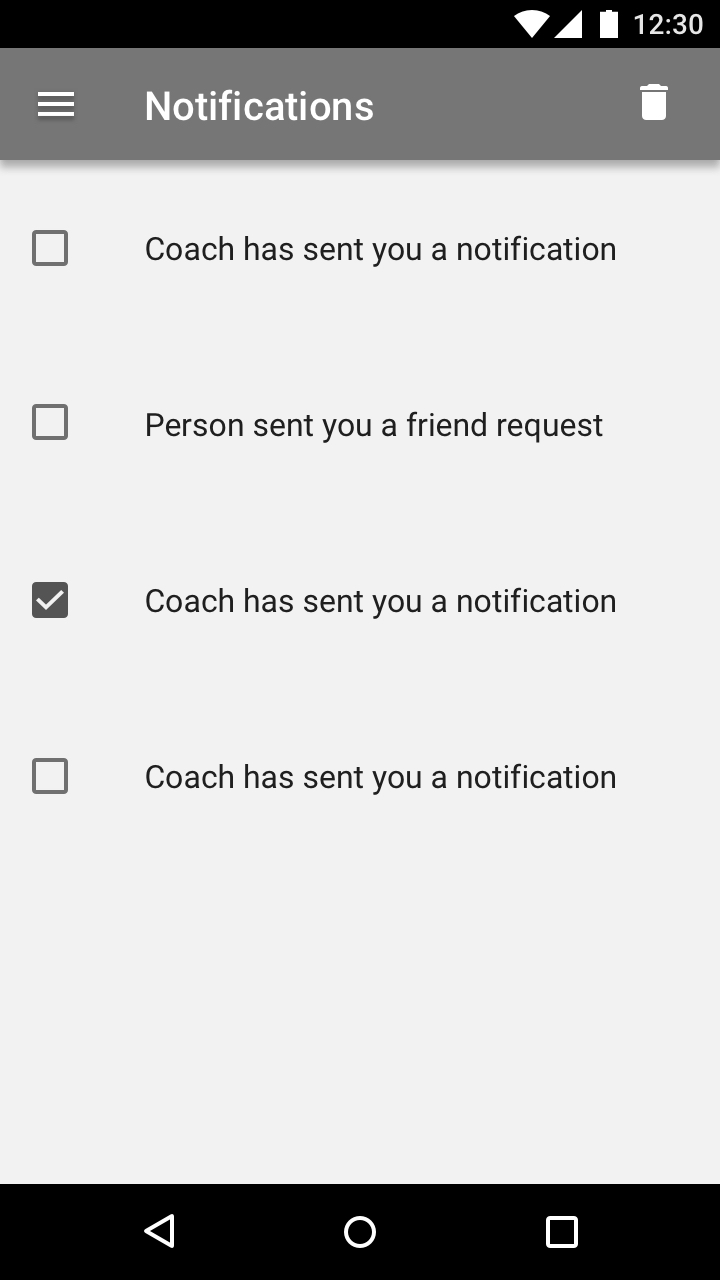 12:30
Notifications
Coach has sent you a notification
Person sent you a friend request
Coach has sent you a notification
Coach has sent you a notification